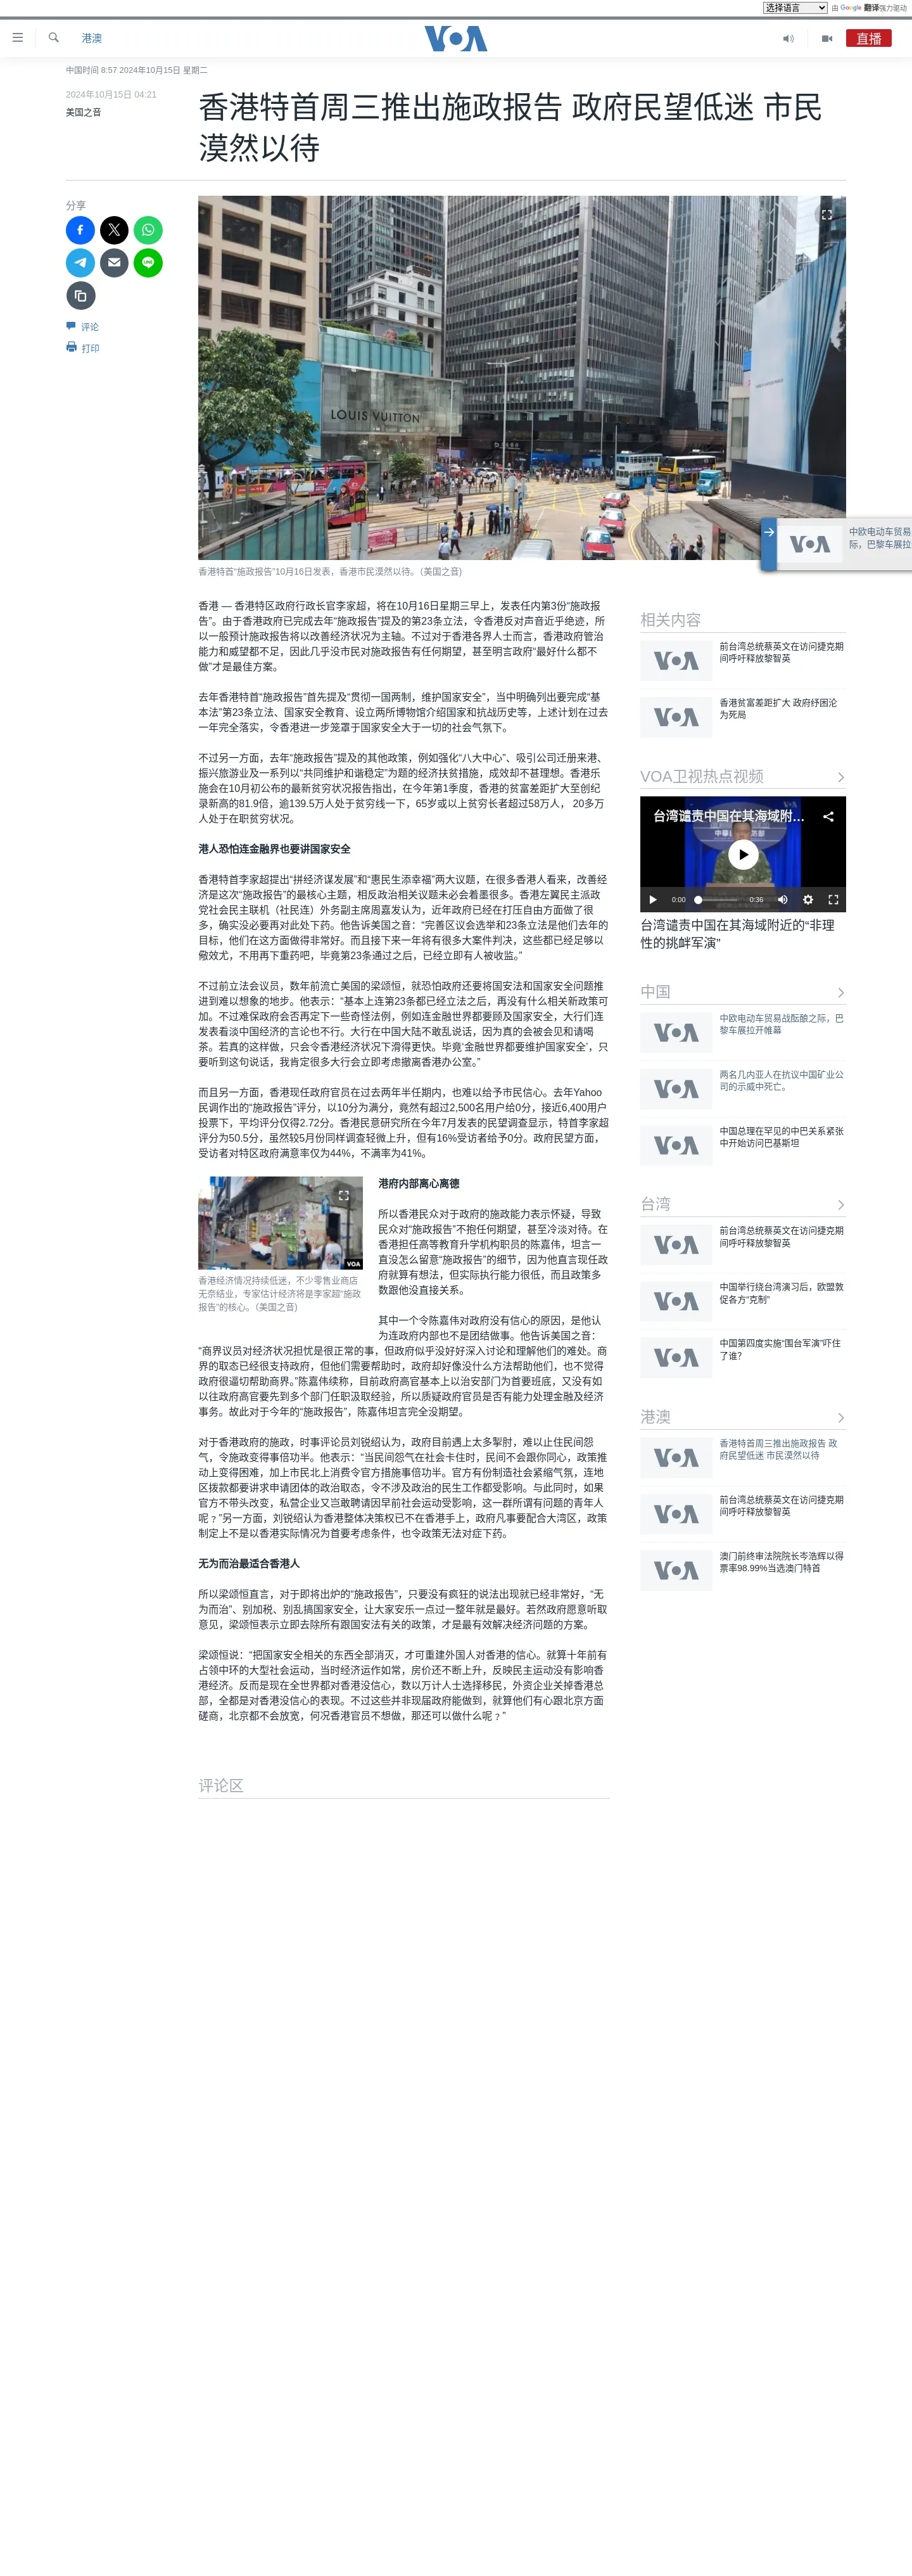 选择语言
由 Google 翻译强力驱动
港澳
VOA
直播
中国时间 8:57 2024年10月15日 星期二
2024年10月15日 04:21
美国之音
香港特首周三推出施政报告 政府民望低迷 市民
漠然以待
分享
评论
打印
LOUIS VUITTON
香港特首“施政报告”10月16日发表，香港市民漠然以待。（美国之音)
中欧电动车贸易
际，巴黎车展拉
香港 — 香港特区政府行政长官李家超，将在10月16日星期三早上，发表任内第3份“施政报
告”。由于香港政府已完成去年“施政报告”提及的第23条立法，令香港反对声音近乎绝迹，所
以一般预计施政报告将以改善经济状况为主轴。不过对于香港各界人士而言，香港政府管治
能力和威望都不足，因此几乎没市民对施政报告有任何期望，甚至明言政府“最好什么都不
做”才是最佳方案。
去年香港特首“施政报告”首先提及“贯彻一国两制，维护国家安全”，当中明确列出要完成“基
本法”第23条立法、国家安全教育、设立两所博物馆介绍国家和抗战历史等，上述计划在过去
一年完全落实，令香港进一步笼罩于国家安全大于一切的社会气氛下。
不过另一方面，去年“施政报告”提及的其他政策，例如强化“八大中心”、吸引公司迁册来港、
振兴旅游业及一系列以“共同维护和谐稳定”为题的经济扶贫措施，成效却不甚理想。香港乐
施会在10月初公布的最新贫穷状况报告指出，在今年第1季度，香港的贫富差距扩大至创纪
录新高的81.9倍，逾139.5万人处于贫穷线一下，65岁或以上贫穷长者超过58万人， 20多万
人处于在职贫穷状况。
港人恐怕连金融界也要讲国家安全
香港特首李家超提出“拼经济谋发展”和“惠民生添幸福”两大议题，在很多香港人看来，改善经
济是这次“施政报告”的最核心主题，相反政治相关议题未必会着墨很多。香港左翼民主派政
党社会民主联机（社民连）外务副主席周嘉发认为，近年政府已经在打压自由方面做了很
多，确实没必要再对此处下药。他告诉美国之音：“完善区议会选举和23条立法是他们去年的
目标，他们在这方面做得非常好。而且接下来一年将有很多大案件判决，这些都已经足够以
儆效尤，不用再下重药吧，毕竟第23条通过之后，已经立即有人被收监。”
不过前立法会议员，数年前流亡美国的梁颂恒，就恐怕政府还要将国安法和国家安全问题推
进到难以想象的地步。他表示：“基本上连第23条都已经立法之后，再没有什么相关新政策可
加。不过难保政府会否再定下一些奇怪法例，例如连金融世界都要顾及国家安全，大行们连
发表看淡中国经济的言论也不行。大行在中国大陆不敢乱说话，因为真的会被会见和请喝
茶。若真的这样做，只会令香港经济状况下滑得更快。毕竟‘金融世界都要维护国家安全’，只
要听到这句说话，我肯定很多大行会立即考虑撤离香港办公室。”
而且另一方面，香港现任政府官员在过去两年半任期内，也难以给予市民信心。去年Yahoo
民调作出的“施政报告”评分，以10分为满分，竟然有超过2,500名用户给0分，接近6,400用户
投票下，平均评分仅得2.72分。香港民意研究所在今年7月发表的民望调查显示，特首李家超
评分为50.5分，虽然较5月份同样调查轻微上升，但有16%受访者给予0分。政府民望方面，
受访者对特区政府满意率仅为44%，不满率为41%。
VOA
香港经济情况持续低迷，不少零售业商店
无奈结业，专家估计经济将是李家超“施政
报告”的核心。（美国之音)
港府内部离心离德
所以香港民众对于政府的施政能力表示怀疑，导致
民众对“施政报告”不抱任何期望，甚至冷淡对待。在
香港担任高等教育升学机构职员的陈嘉伟，坦言一
直没怎么留意“施政报告”的细节，因为他直言现任政
府就算有想法，但实际执行能力很低，而且政策多
数跟他没直接关系。
其中一个令陈嘉伟对政府没有信心的原因，是他认
为连政府内部也不是团结做事。他告诉美国之音：
“商界议员对经济状况担忧是很正常的事，但政府似乎没好好深入讨论和理解他们的难处。商
界的取态已经很支持政府，但他们需要帮助时，政府却好像没什么方法帮助他们，也不觉得
政府很逼切帮助商界。”陈嘉伟续称，目前政府高官基本上以治安部门为首要班底，又没有如
以往政府高官要先到多个部门任职汲取经验，所以质疑政府官员是否有能力处理金融及经济
事务。故此对于今年的“施政报告”，陈嘉伟坦言完全没期望。
对于香港政府的施政，时事评论员刘锐绍认为，政府目前遇上太多掣肘，难以止住民间怨
气，令施政变得事倍功半。他表示：“当民间怨气在社会卡住时，民间不会跟你同心，政策推
动上变得困难，加上市民北上消费令官方措施事倍功半。官方有份制造社会紧缩气氛，连地
区拨款都要讲求申请团体的政治取态，令不涉及政治的民生工作都受影响。与此同时，如果
官方不带头改变，私营企业又岂敢聘请因早前社会运动受影响，这一群所谓有问题的青年人
呢﹖”另一方面，刘锐绍认为香港整体决策权已不在香港手上，政府凡事要配合大湾区，政策
制定上不是以香港实际情况为首要考虑条件，也令政策无法对症下药。
无为而治最适合香港人
所以梁颂恒直言，对于即将出炉的“施政报告”，只要没有疯狂的说法出现就已经非常好，“无
为而治”、别加税、别乱搞国家安全，让大家安乐一点过一整年就是最好。若然政府愿意听取
意见，梁颂恒表示立即去除所有跟国安法有关的政策，才是最有效解决经济问题的方案。
梁颂恒说：“把国家安全相关的东西全部消灭，才可重建外国人对香港的信心。就算十年前有
占领中环的大型社会运动，当时经济运作如常，房价还不断上升，反映民主运动没有影响香
港经济。反而是现在全世界都对香港没信心，数以万计人士选择移民，外资企业关掉香港总
部，全都是对香港没信心的表现。不过这些并非现届政府能做到，就算他们有心跟北京方面
磋商，北京都不会放宽，何况香港官员不想做，那还可以做什么呢﹖”
评论区
相关内容
前台湾总统蔡英文在访问捷克期
间呼吁释放黎智英
香港贫富差距扩大 政府纾困沦
为死局
VOA卫视热点视频
台湾谴责中国在其海域附...
0:00
0:36
台湾谴责中国在其海域附近的“非理
性的挑衅军演”
中国
中欧电动车贸易战酝酿之际，巴
黎车展拉开帷幕
两名几内亚人在抗议中国矿业公
司的示威中死亡。
中国总理在罕见的中巴关系紧张
中开始访问巴基斯坦
台湾
前台湾总统蔡英文在访问捷克期
间呼吁释放黎智英
中国举行绕台湾演习后，欧盟敦
促各方“克制”
中国第四度实施“围台军演”吓住
了谁？
港澳
香港特首周三推出施政报告 政
府民望低迷 市民漠然以待
前台湾总统蔡英文在访问捷克期
间呼吁释放黎智英
澳门前终审法院院长岑浩辉以得
票率98.99%当选澳门特首